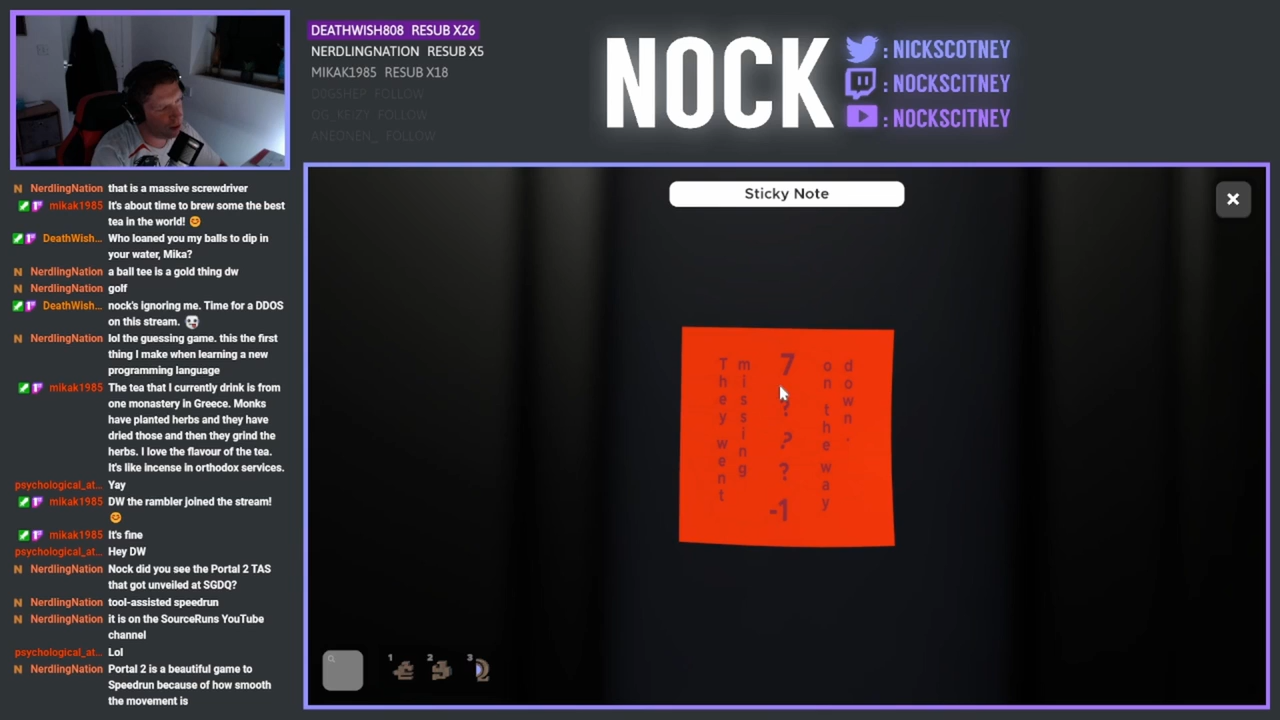 DEATHWISH808 RESUB X26
NERDLINGNATION RESUB X5
MIKAK1985 RESUB X18
D0GSHEP FOLLOW
OG_KEIZY FOLLOW
ANEONEN_ FOLLOW
NOCK
: NICKSCOTNEY
: NOCKSCITNEY
: NOCKSCITNEY
N NerdlingNation that is a massive screwdriver
mikak1985 It's about time to brew some the best
tea in the world!
DeathWish... Who loaned you my balls to dip in
your water, Mika?
N NerdlingNation a ball tee is a gold thing dw
N NerdlingNation golf
DeathWish... nock's ignoring me. Time for a DDOS
on this stream.
N NerdlingNation lol the guessing game. this the first
thing I make when learning a new
programming language
mikak1985 The tea that I currently drink is from
one monastery in Greece. Monks
have planted herbs and they have
dried those and then they grind the
herbs. I love the flavour of the tea.
It's like incense in orthodox services.
psychological_at... Yay
mikak1985 DW the rambler joined the stream!
mikak1985 It's fine
psychological_at... Hey DW
N NerdlingNation Nock did you see the Portal 2 TAS
that got unveiled at SGDQ?
N NerdlingNation tool-assisted speedrun
N NerdlingNation it is on the SourceRuns YouTube
channel
psychological_at... Lol
N NerdlingNation Portal 2 is a beautiful game to
Speedrun because of how smooth
the movement is
Sticky Note
They went
missing
7
?
?
?
-1
on the way
down.
1 2 3